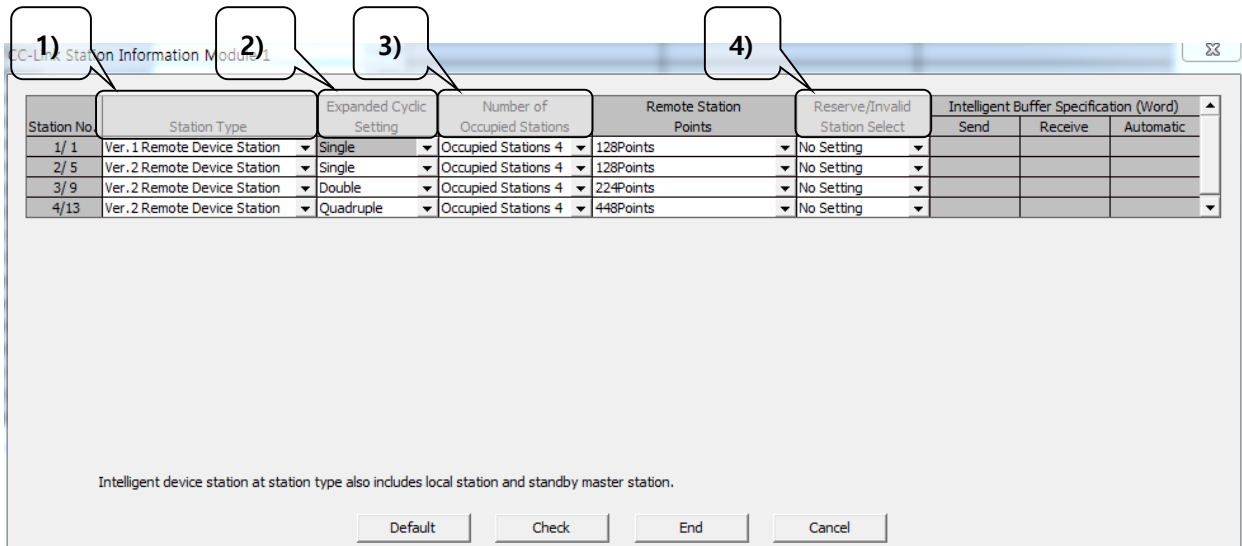 1) 2) 3) 4)
CC-Link Station Information Module 1
Expanded Cyclic Number of Remote Station Reserve/Invalid Intelligent Buffer Specification (Word)
Station No. Station Type Setting Occupied Stations Points Station Select Send Receive Automatic
1/ 1 Ver.1 Remote Device Station Single Occupied Stations 4 128Points No Setting
2/ 5 Ver.2 Remote Device Station Single Occupied Stations 4 128Points No Setting
3/ 9 Ver.2 Remote Device Station Double Occupied Stations 4 224Points No Setting
4/13 Ver.2 Remote Device Station Quadruple Occupied Stations 4 448Points No Setting
Intelligent device station at station type also includes local station and standby master station.
Default Check End Cancel